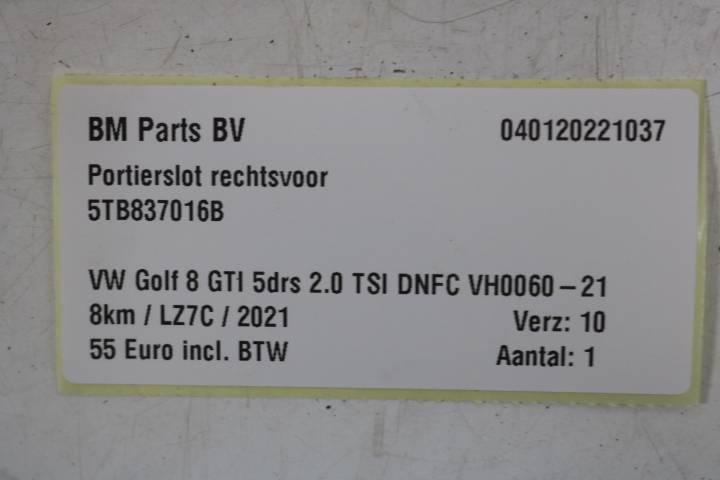 BM Parts BV 040120221037
Portierslot rechtsvoor
5TB837016B
VW Golf 8 GTI 5drs 2.0 TSI DNFC VH0060-21
8km / LZ7C / 2021 Verz: 10
55 Euro incl. BTW Aantal: 1